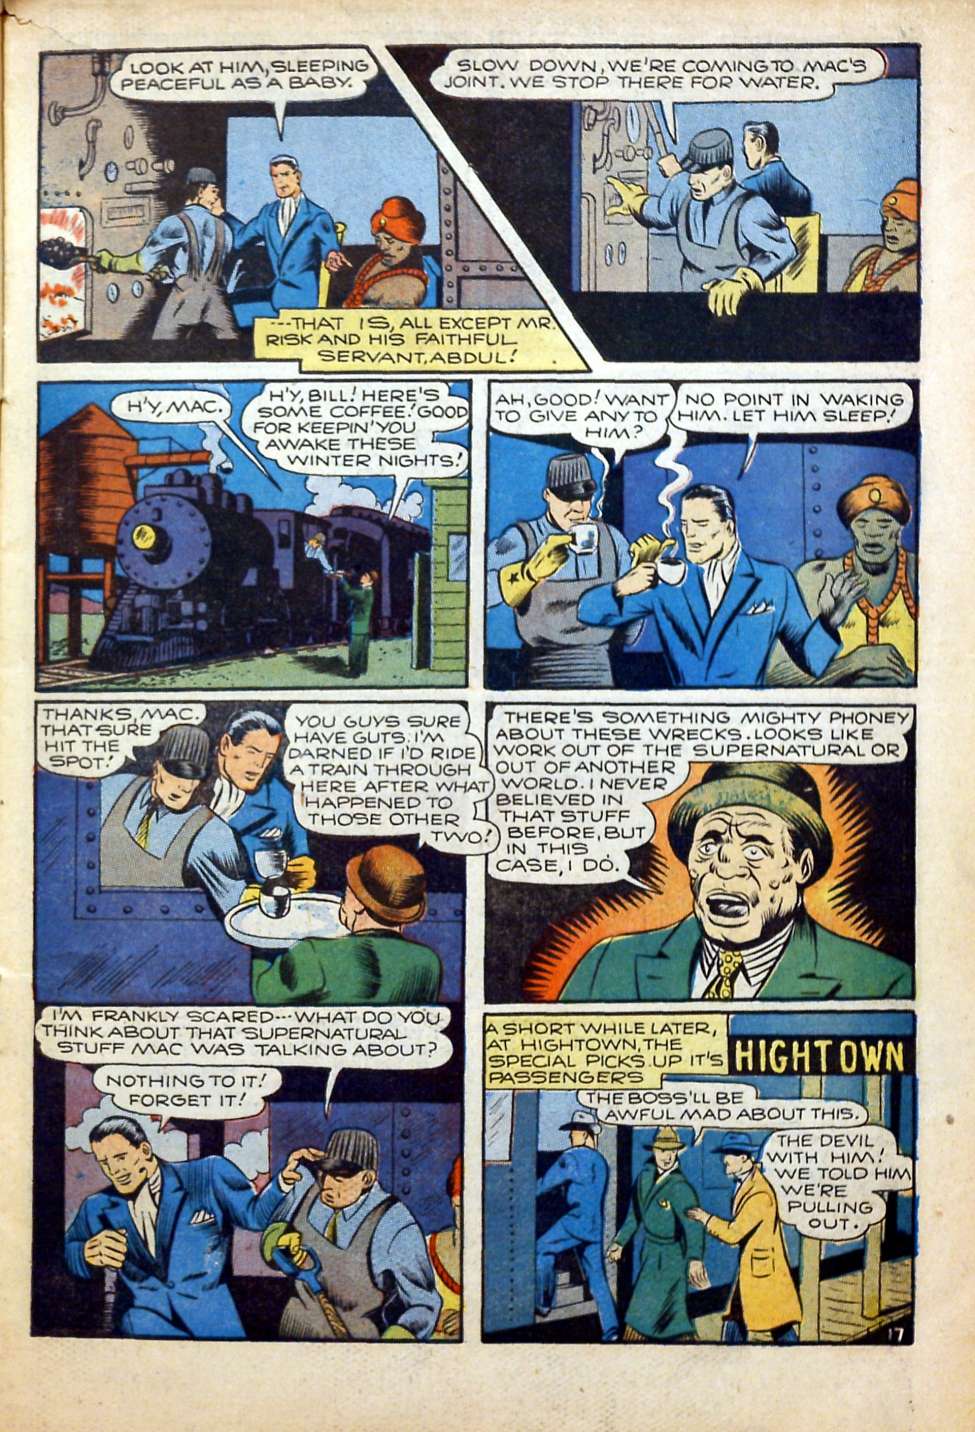 LOOK AT HIM, SLEEPING
PEACEFUL AS A BABY.
---THAT IS, ALL EXCEPT MR.
RISK AND HIS FAITHFUL
SERVANT, ABDUL!
SLOW DOWN, WE'RE COMING TO MAC'S
JOINT. WE STOP THERE FOR WATER.
H'Y, MAC.
H'Y, BILL! HERE'S
SOME COFFEE! GOOD
FOR KEEPIN' YOU
AWAKE THESE
WINTER NIGHTS!
AH, GOOD! WANT
TO GIVE ANY TO
HIM?
NO POINT IN WAKING
HIM. LET HIM SLEEP!
THANKS, MAC.
THAT SURE
HIT THE
SPOT!
YOU GUYS SURE
HAVE GUTS. I'M
DARNED IF I'D RIDE
A TRAIN THROUGH
HERE AFTER WHAT
HAPPENED TO
THOSE OTHER
TWO!
THERE'S SOMETHING MIGHTY PHONEY
ABOUT THESE WRECKS. LOOKS LIKE
WORK OUT OF THE SUPERNATURAL OR
OUT OF ANOTHER
WORLD. I NEVER
BELIEVED IN
THAT STUFF
BEFORE, BUT
IN THIS
CASE, I DO.
I'M FRANKLY SCARED---WHAT DO YOU
THINK ABOUT THAT SUPERNATURAL
STUFF MAC WAS TALKING ABOUT?
NOTHING TO IT!
FORGET IT!
A SHORT WHILE LATER,
AT HIGHTOWN, THE
SPECIAL PICKS UP IT'S
PASSENGERS
HIGHTOWN
THE BOSS'LL BE
AWFUL MAD ABOUT THIS.
THE DEVIL
WITH HIM!
WE TOLD HIM
WE'RE
PULLING
OUT.
17